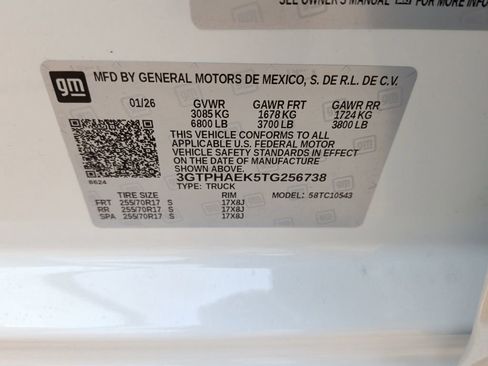 SEE OWNER'S MANUAL FOR MORE INFOR
gm
MFD BY GENERAL MOTORS DE MEXICO, S. DE R.L. DE C.V.
01/26 GVWR GAWR FRT GAWR RR
3085 KG 1678 KG 1724 KG
6800 LB 3700 LB 3800 LB
THIS VEHICLE CONFORMS TO ALL
APPLICABLE U.S. FEDERAL MOTOR
VEHICLE SAFETY STANDARDS IN EFFECT
ON THE DATE OF MANUFACTURE
SHOWN ABOVE.
3GTPHAEK5TG256738
8624 TYPE: TRUCK MODEL: 58TC10543
TIRE SIZE RIM
FRT 255/70R17 S 17X8J
RR 255/70R17 S 17X8J
SPA 255/70R17 S 17X8J